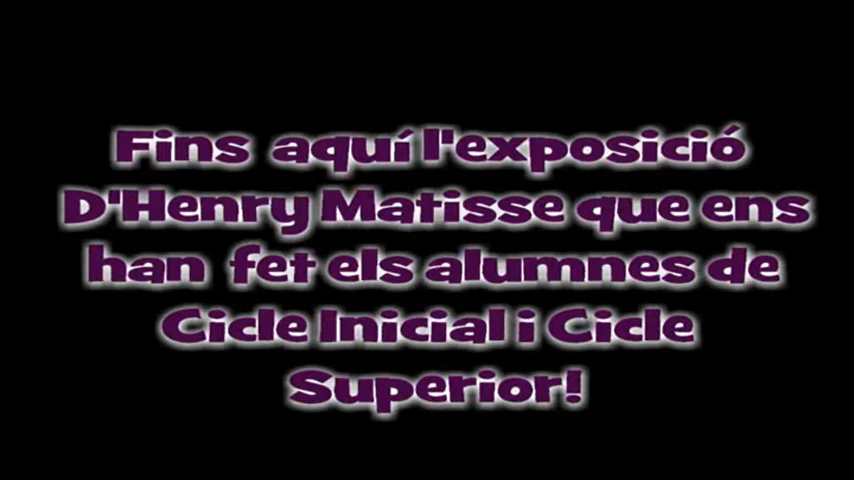 Fins aquí l'exposició
D'Henry Matisse que ens
han fet els alumnes de
Cicle Inicial i Cicle
Superior!